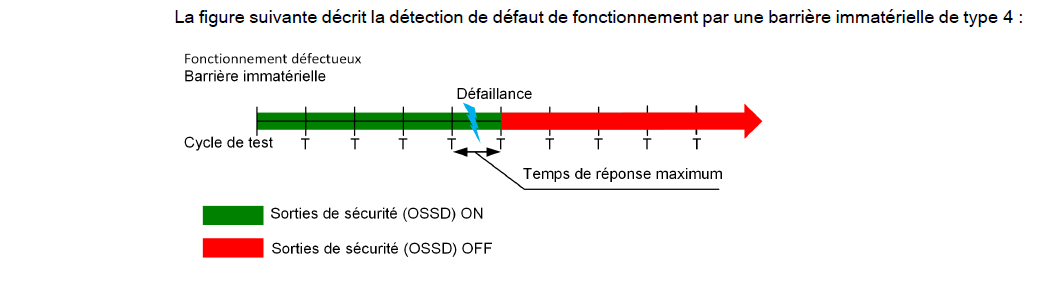 La figure suivante décrit la détection de défaut de fonctionnement par une barrière immatérielle de type 4 :
Fonctionnement défectueux
Barrière immatérielle
Défaillance
Cycle de test T T T T T T T T T
Temps de réponse maximum
Sorties de sécurité (OSSD) ON
Sorties de sécurité (OSSD) OFF